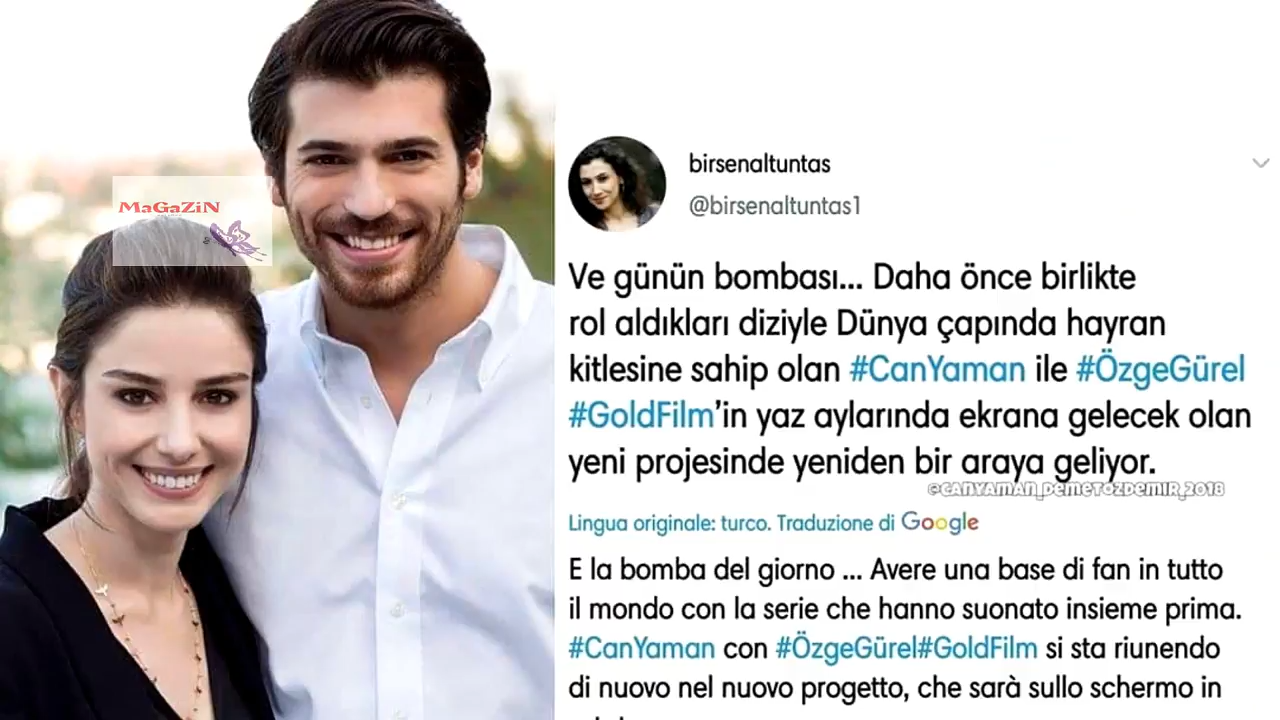 MaGaZiN
birsenaltuntas
@birsenaltuntas1
Ve günün bombası... Daha önce birlikte
rol aldıkları diziyle Dünya çapında hayran
kitlesine sahip olan #CanYaman ile #ÖzgeGürel
#GoldFilm’in yaz aylarında ekrana gelecek olan
yeni projesinde yeniden bir araya geliyor.
@CANYAMAN_DEMETOZDEMIR_2018
Lingua originale: turco. Traduzione di Google
E la bomba del giorno ... Avere una base di fan in tutto
il mondo con la serie che hanno suonato insieme prima.
#CanYaman con #ÖzgeGürel#GoldFilm si sta riunendo
di nuovo nel nuovo progetto, che sarà sullo schermo in